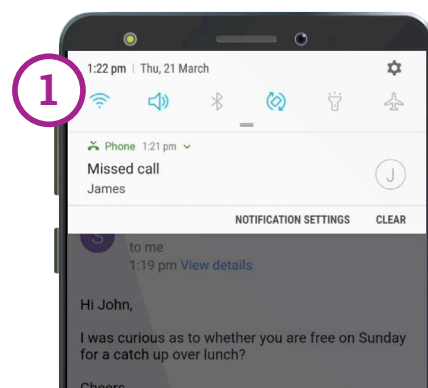 1
1:22 pm | Thu, 21 March
Phone 1:21 pm
Missed call
James
J
NOTIFICATION SETTINGS CLEAR
S
to me
1:19 pm View details
Hi John,
I was curious as to whether you are free on Sunday
for a catch up over lunch?
Cheers